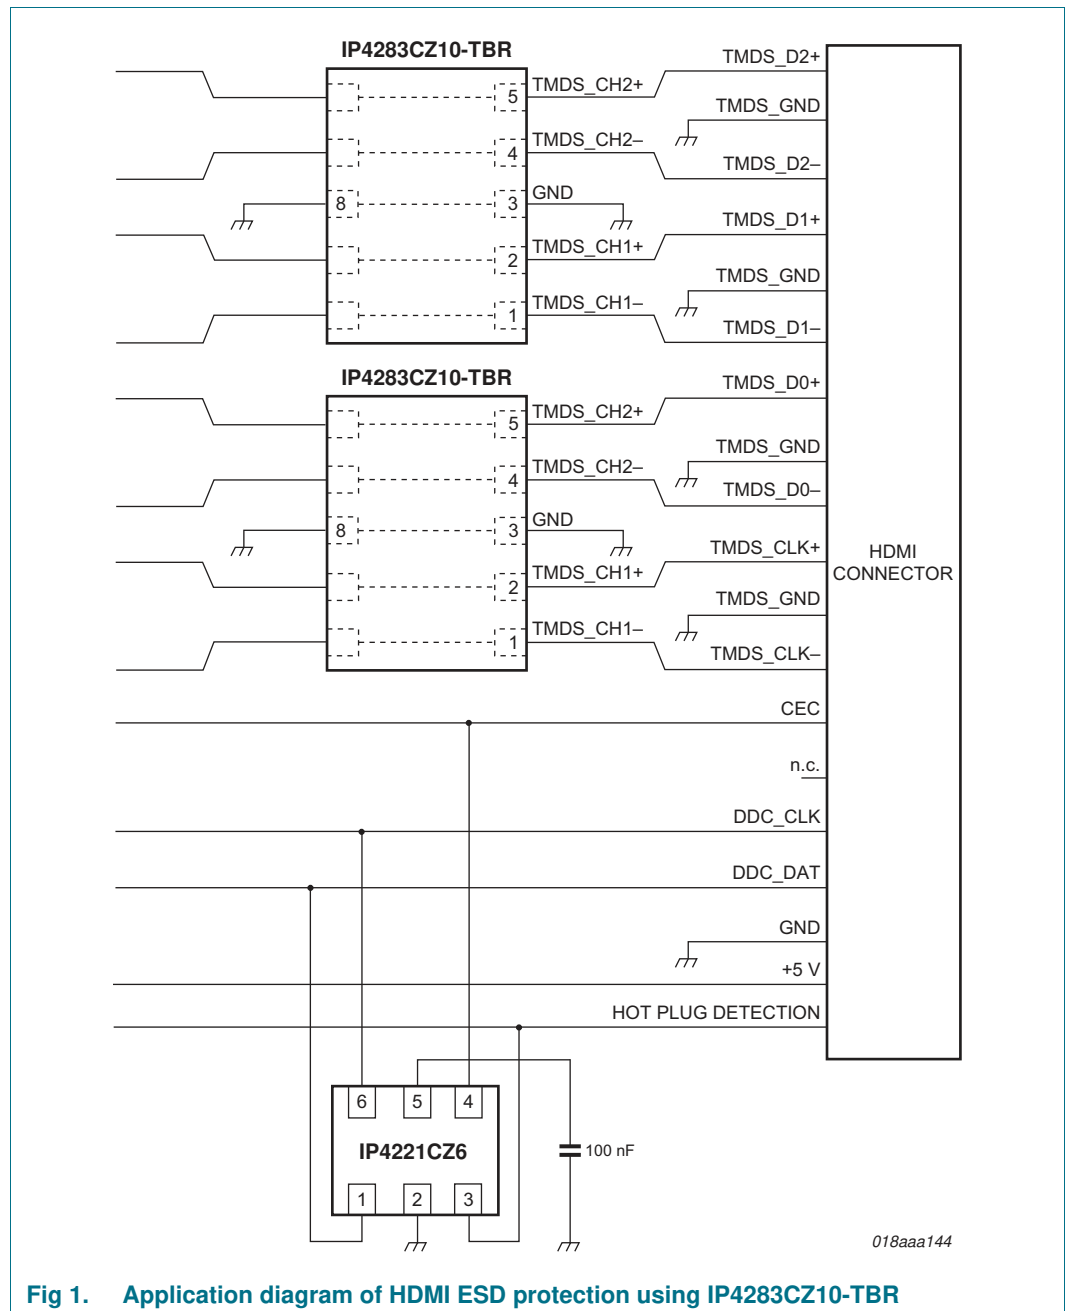 IP4283CZ10-TBR
TMDS_D2+
5 TMDS_CH2+
TMDS_GND
4 TMDS_CH2–
TMDS_D2–
8 3 GND
TMDS_D1+
2 TMDS_CH1+
TMDS_GND
1 TMDS_CH1–
TMDS_D1–
IP4283CZ10-TBR
TMDS_D0+
5 TMDS_CH2+
TMDS_GND
4 TMDS_CH2–
TMDS_D0–
8 3 GND
TMDS_CLK+
HDMI
CONNECTOR
2 TMDS_CH1+
TMDS_GND
1 TMDS_CH1–
TMDS_CLK–
CEC
n.c.
DDC_CLK
DDC_DAT
GND
+5 V
HOT PLUG DETECTION
6 5 4
IP4221CZ6
100 nF
1 2 3
018aaa144
Fig 1. Application diagram of HDMI ESD protection using IP4283CZ10-TBR